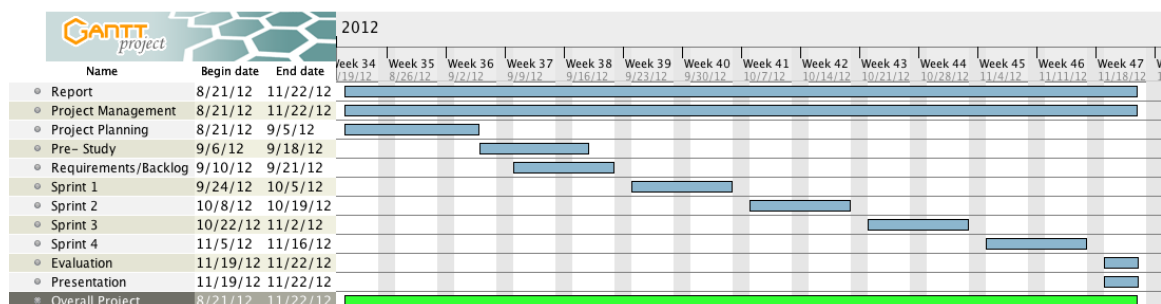 GANTT project
2012
Week 34 Week 35 Week 36 Week 37 Week 38 Week 39 Week 40 Week 41 Week 42 Week 43 Week 44 Week 45 Week 46 Week 47
/19/12 8/26/12 9/2/12 9/9/12 9/16/12 9/23/12 9/30/12 10/7/12 10/14/12 10/21/12 10/28/12 11/4/12 11/11/12 11/18/12
Name Begin date End date
Report 8/21/12 11/22/12
Project Management 8/21/12 11/22/12
Project Planning 8/21/12 9/5/12
Pre- Study 9/6/12 9/18/12
Requirements/Backlog 9/10/12 9/21/12
Sprint 1 9/24/12 10/5/12
Sprint 2 10/8/12 10/19/12
Sprint 3 10/22/12 11/2/12
Sprint 4 11/5/12 11/16/12
Evaluation 11/19/12 11/22/12
Presentation 11/19/12 11/22/12
Overall Project 8/21/12 11/22/12